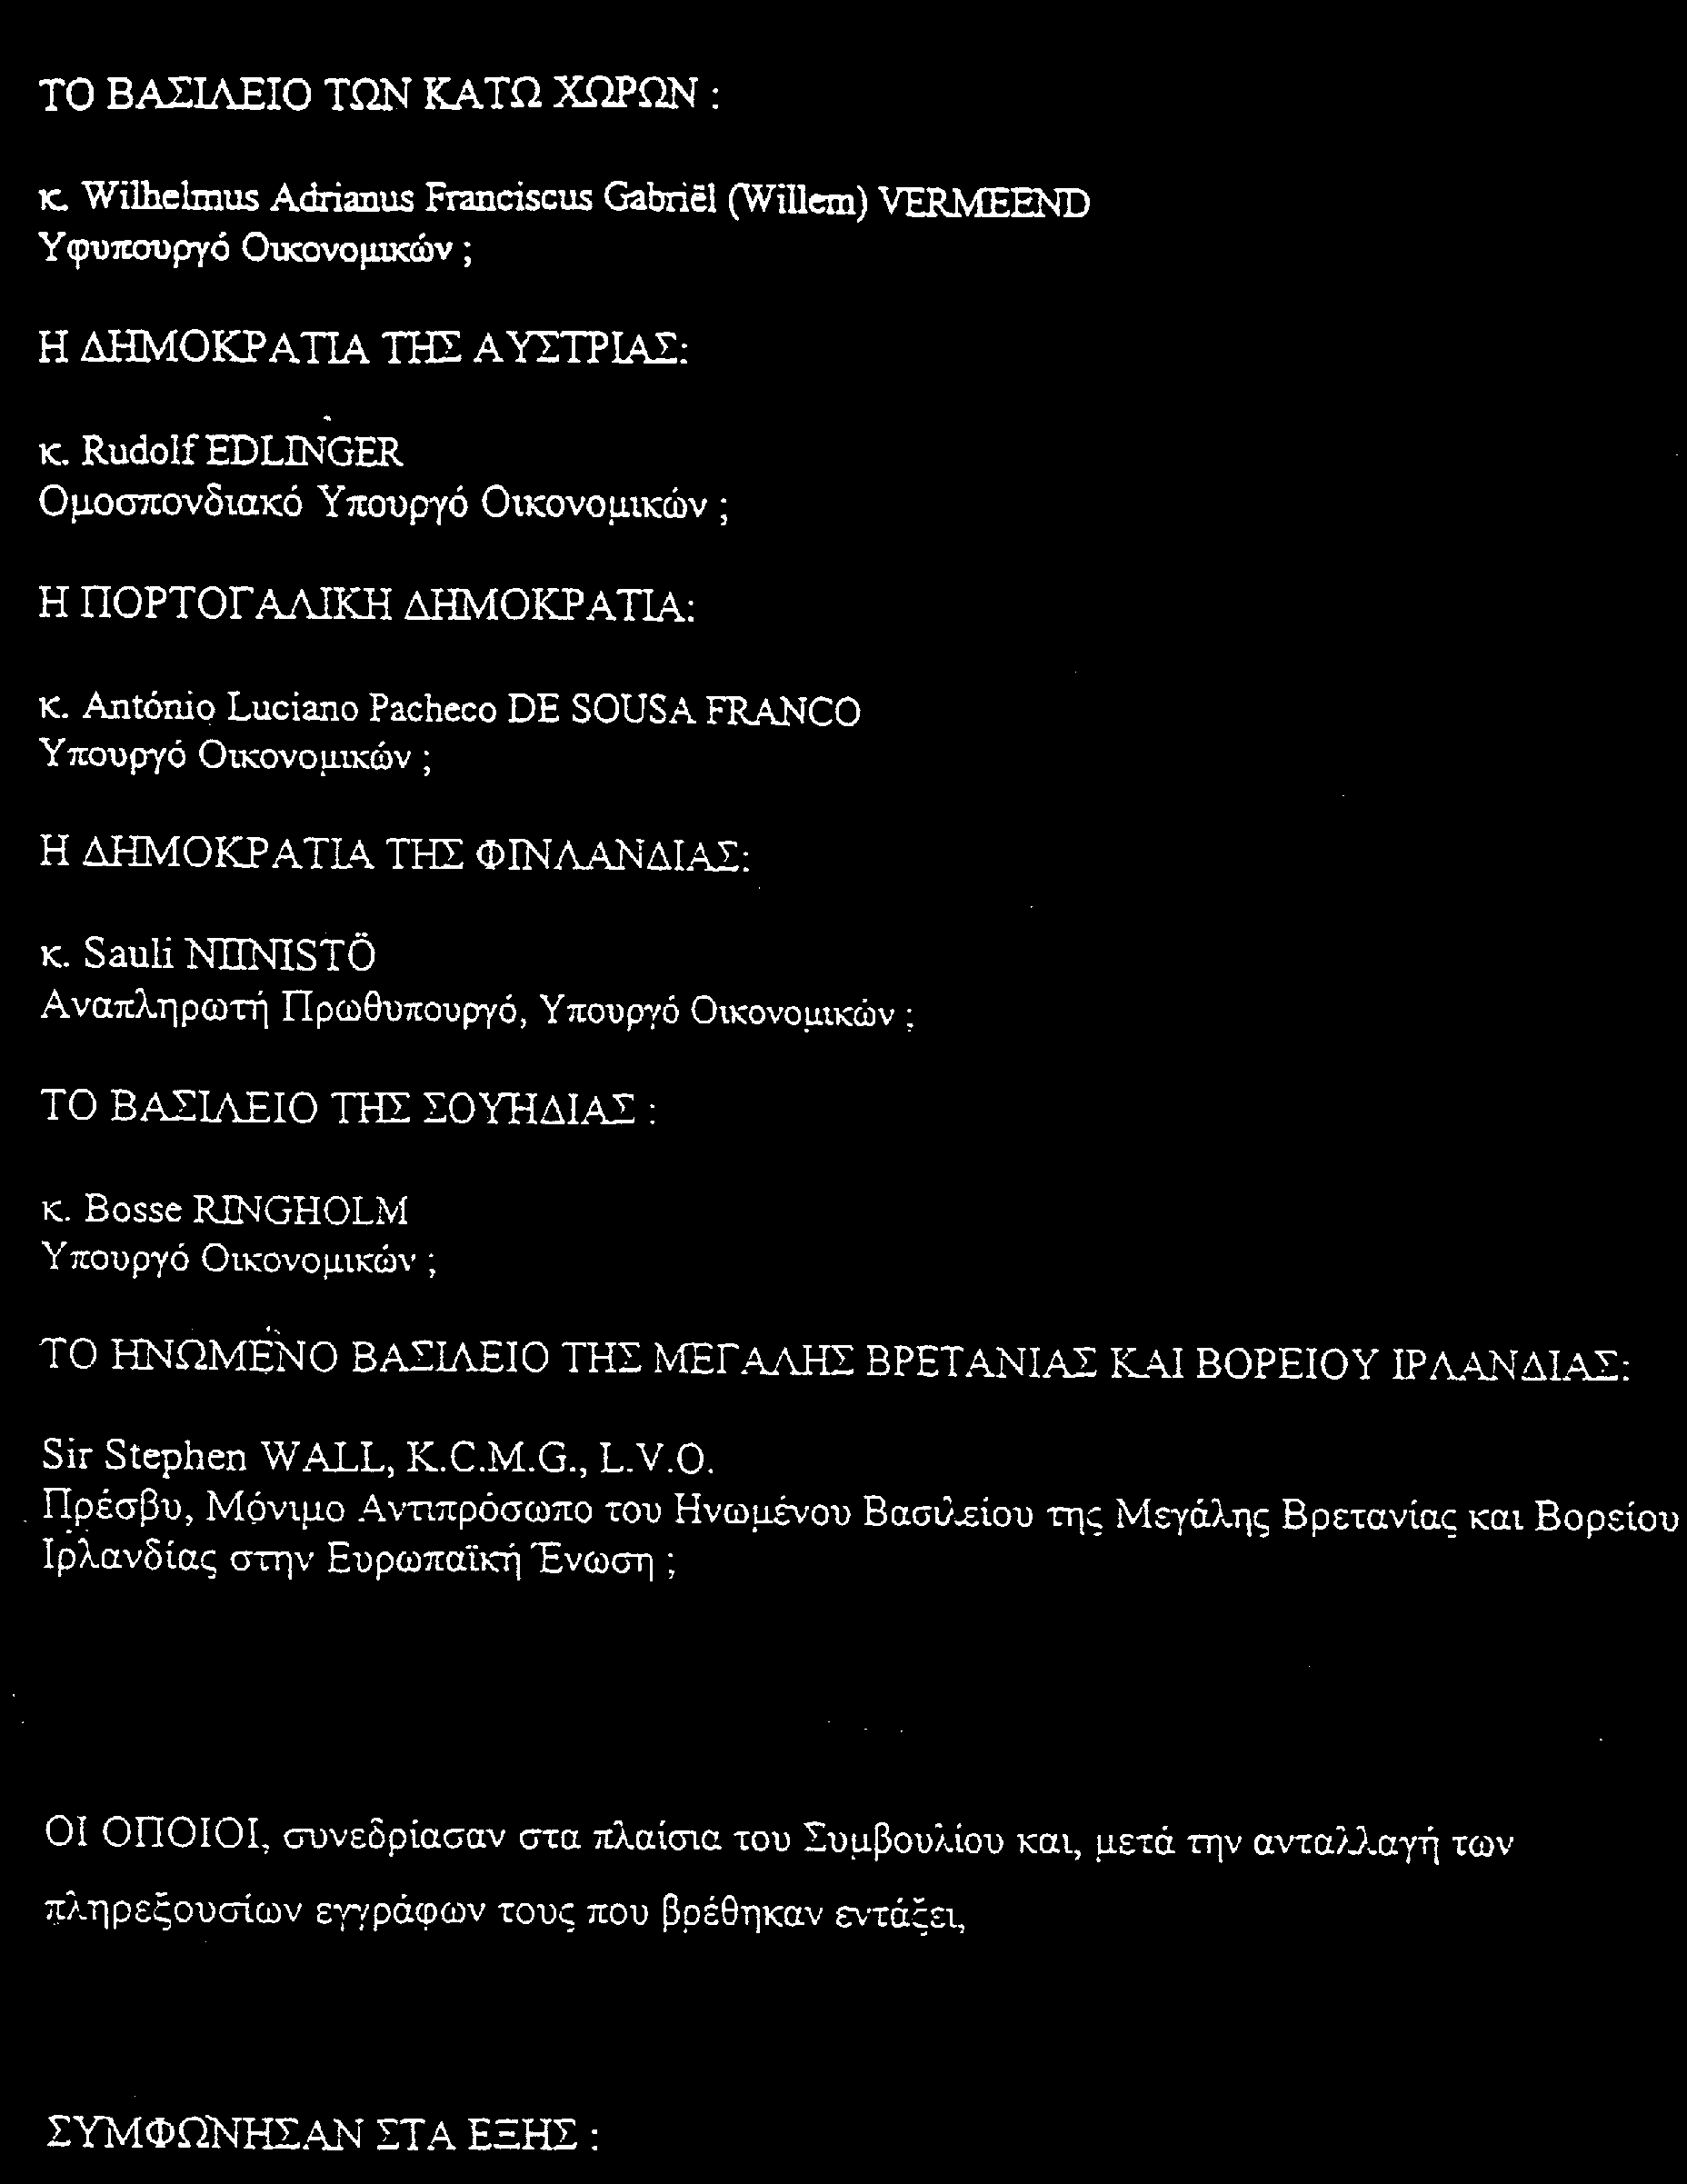 ΤΟ ΒΑΣΙΛΕΙΟ ΤΩΝ ΚΑΤΩ ΧΩΡΩΝ :
κ. Wilhelmus Adrianus Franciscus Gabriël (Willem) VERMEEND
Υφυπουργό Οικονομικών ;
Η ΔΗΜΟΚΡΑΤΙΑ ΤΗΣ ΑΥΣΤΡΙΑΣ:
κ. Rudolf EDLINGER
Ομοσπονδιακό Υπουργό Οικονομικών ;
Η ΠΟΡΤΟΓΑΛΙΚΗ ΔΗΜΟΚΡΑΤΙΑ:
κ. António Luciano Pacheco DE SOUSA FRANCO
Υπουργό Οικονομικών ;
Η ΔΗΜΟΚΡΑΤΙΑ ΤΗΣ ΦΙΝΛΑΝΔΙΑΣ:
κ. Sauli NIINISTÖ
Αναπληρωτή Πρωθυπουργό, Υπουργό Οικονομικών ;
ΤΟ ΒΑΣΙΛΕΙΟ ΤΗΣ ΣΟΥΗΔΙΑΣ :
κ. Bosse RINGHOLM
Υπουργό Οικονομικών ;
ΤΟ ΗΝΩΜΕΝΟ ΒΑΣΙΛΕΙΟ ΤΗΣ ΜΕΓΑΛΗΣ ΒΡΕΤΑΝΙΑΣ ΚΑΙ ΒΟΡΕΙΟΥ ΙΡΛΑΝΔΙΑΣ:
Sir Stephen WALL, K.C.M.G., L.V.O.
Πρέσβυ, Μόνιμο Αντιπρόσωπο του Ηνωμένου Βασιλείου της Μεγάλης Βρετανίας και Βορείου
Ιρλανδίας στην Ευρωπαϊκή Ένωση ;
ΟΙ ΟΠΟΙΟΙ, συνεδρίασαν στα πλαίσια του Συμβουλίου και, μετά την ανταλλαγή των
πληρεξουσίων εγγράφων τους που βρέθηκαν εντάξει,
ΣΥΜΦΩΝΗΣΑΝ ΣΤΑ ΕΞΗΣ :